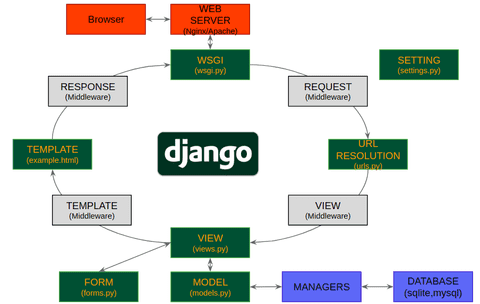 Browser
WEB
SERVER
(Nginx/Apache)
WSGI
(wsgi.py)
SETTING
(settings.py)
RESPONSE
(Middleware)
REQUEST
(Middleware)
TEMPLATE
(example.html)
django
URL
RESOLUTION
(urls.py)
TEMPLATE
(Middleware)
VIEW
(Middleware)
VIEW
(views.py)
FORM
(forms.py)
MODEL
(models.py)
MANAGERS
DATABASE
(sqlite,mysql)